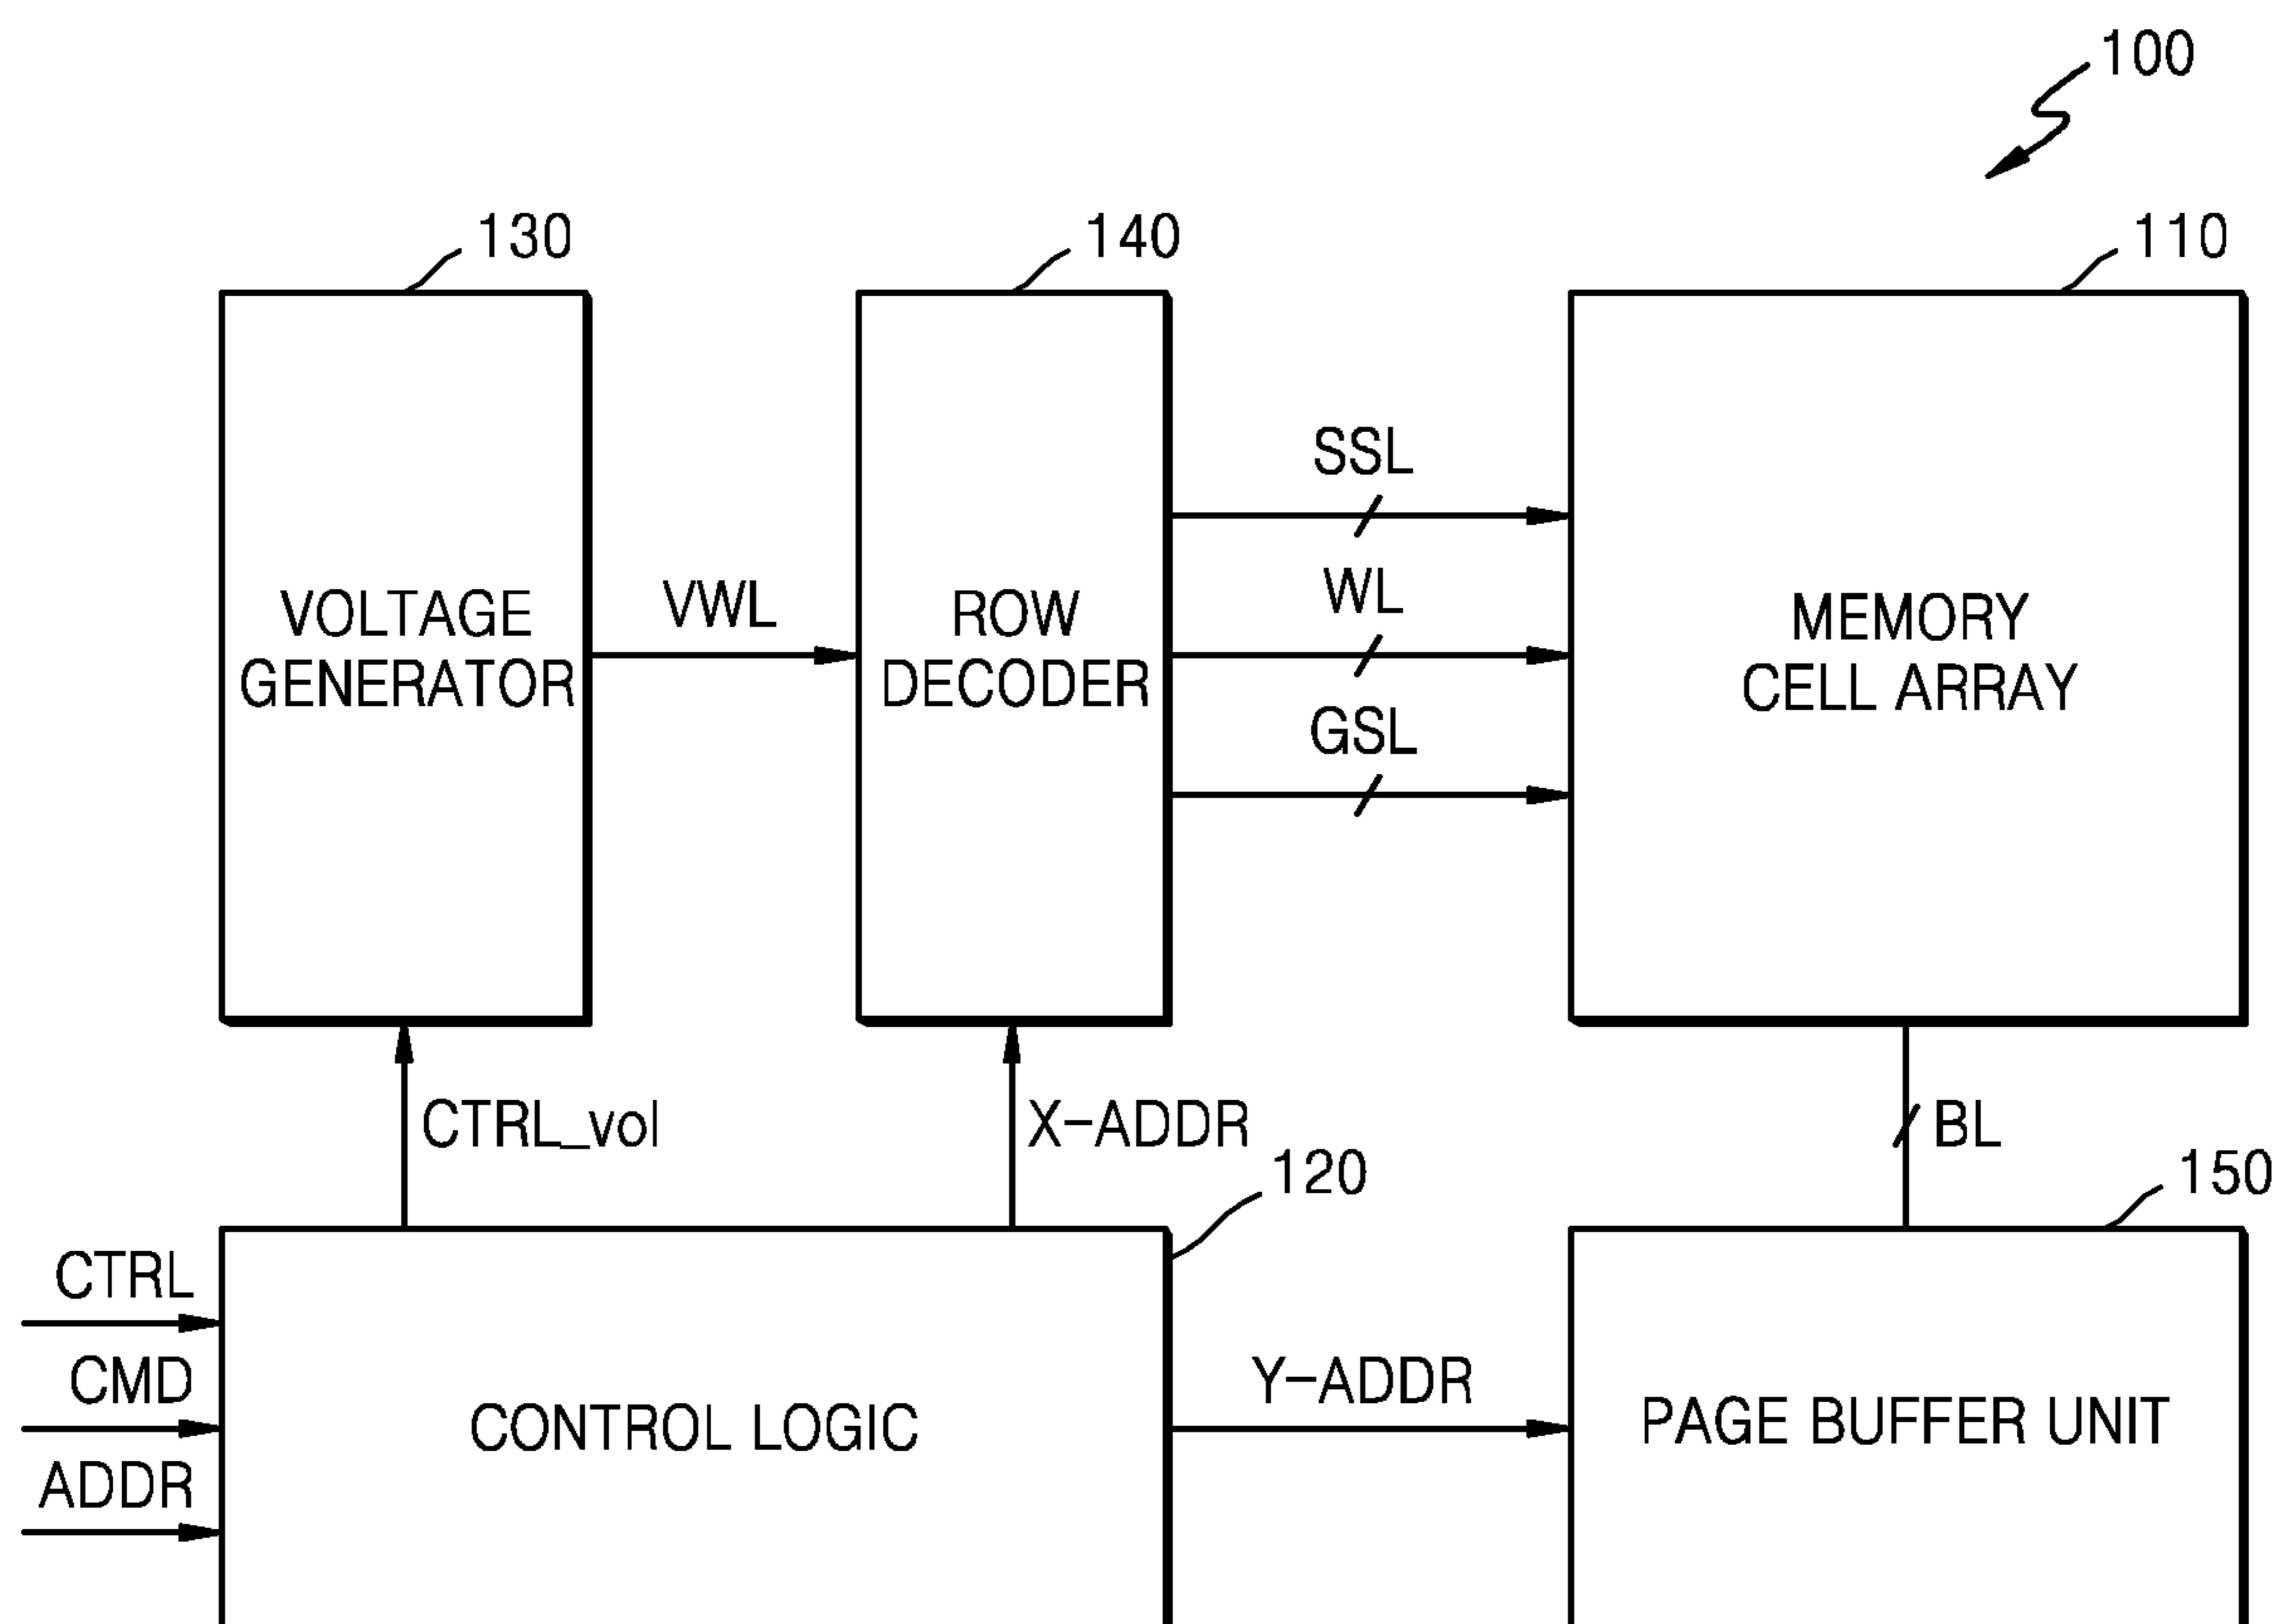 100
130
140
110
SSL
VWL
WL
VOLTAGE
GENERATOR
ROW
DECODER
MEMORY
CELL ARRAY
GSL
CTRL_vol
X-ADDR
BL
120
150
CTRL
CMD
ADDR
CONTROL LOGIC
Y-ADDR
PAGE BUFFER UNIT